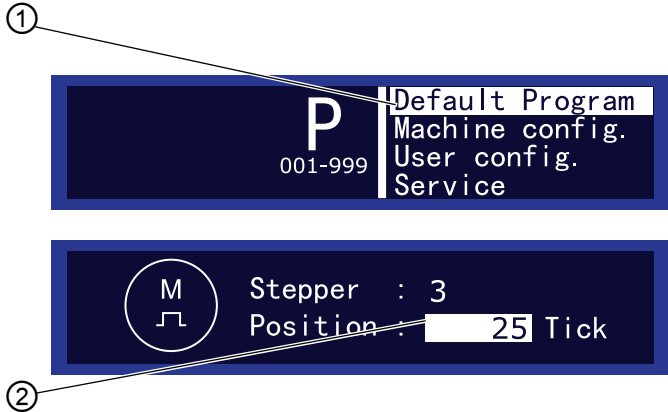 ①
P
001-999
Default Program
Machine config.
User config.
Service
M
Stepper : 3
Position : 25 Tick
②